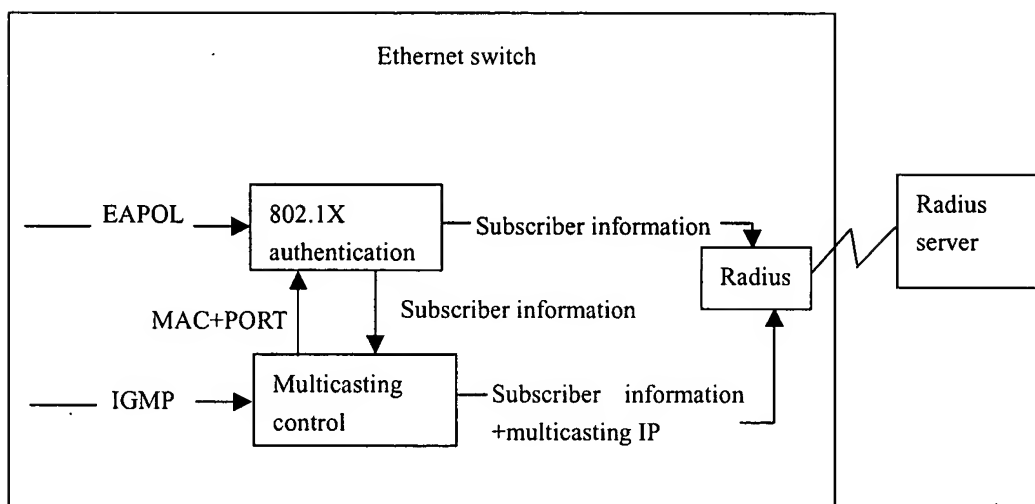 Ethernet switch
EAPOL
802.1X
authentication
Subscriber information
Radius
Radius
server
MAC+PORT
Subscriber information
IGMP
Multicasting
control
Subscriber information
+multicasting IP